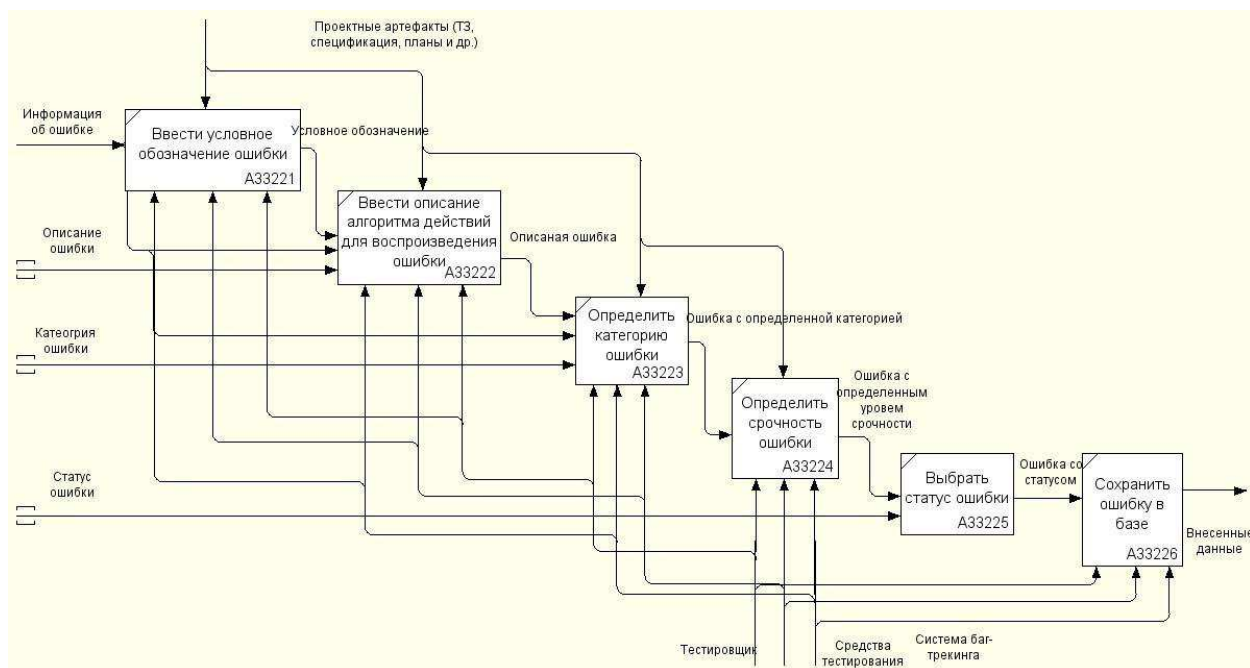 Проектные артефакты (ТЗ,
спецификация, планы и др.)
Информация
об ошибке
Ввести условное
обозначение ошибки
A33221
Условное обозначение
Ввести описание
алгоритма действий
для воспроизведения
ошибки
A33222
Описание
ошибки
Описаная ошибка
Определить
категорию
ошибки
A33223
Катеогрия
ошибки
Ошибка с определенной категорией
Определить
срочность
ошибки
A33224
Ошибка с
определенным
уровем
срочности
Статус
ошибки
Выбрать
статус ошибки
A33225
Ошибка со
статусом
Сохранить
ошибку в
базе
A33226
Внесенные
данные
Тестировщик
Средства
тестирования
Система баг-
трекинга